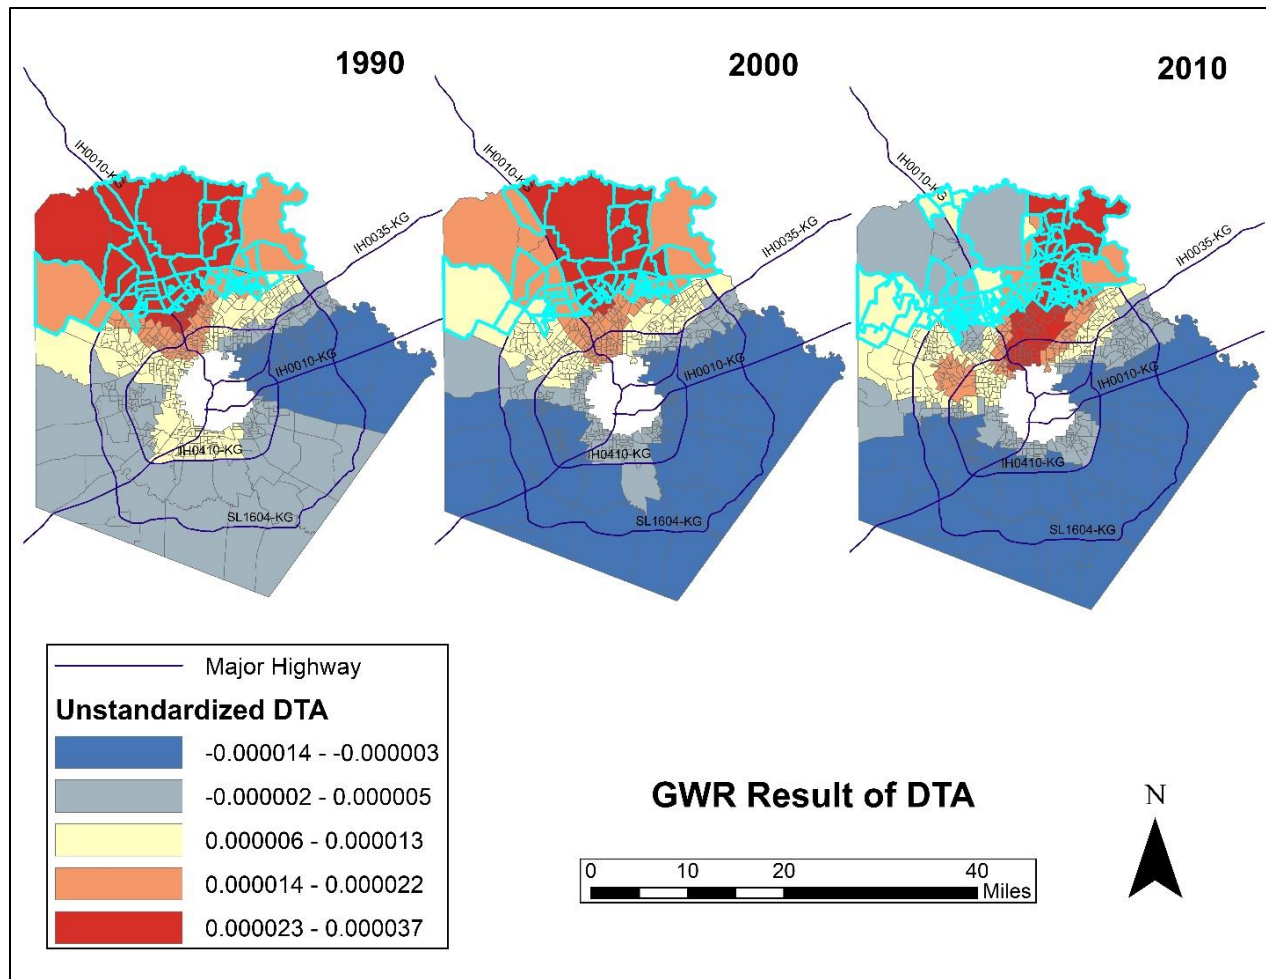 1990
2000
2010
IH0010-KG
IH0035-KG
IH0010-KG
IH0410-KG
SL1604-KG
IH0010-KG
IH0035-KG
IH0010-KG
IH0410-KG
SL1604-KG
IH0010-KG
IH0035-KG
IH0010-KG
IH0410-KG
SL1604-KG
Major Highway
Unstandardized DTA
-0.000014 - -0.000003
-0.000002 - 0.000005
0.000006 - 0.000013
0.000014 - 0.000022
0.000023 - 0.000037
GWR Result of DTA
0 10 20 40
Miles
N